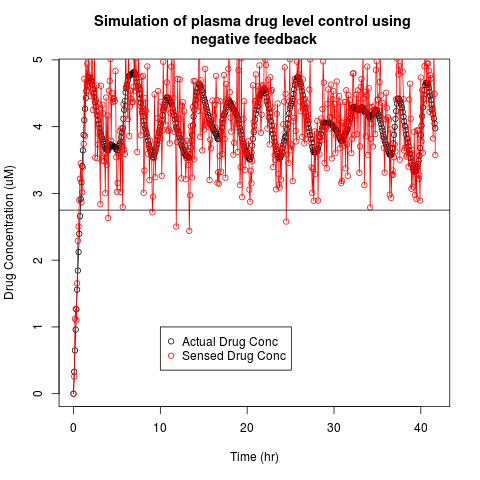 Simulation of plasma drug level control using
negative feedback
Drug Concentration (uM)
5
4
3
2
1
0
Actual Drug Conc
Sensed Drug Conc
0 10 20 30 40
Time (hr)